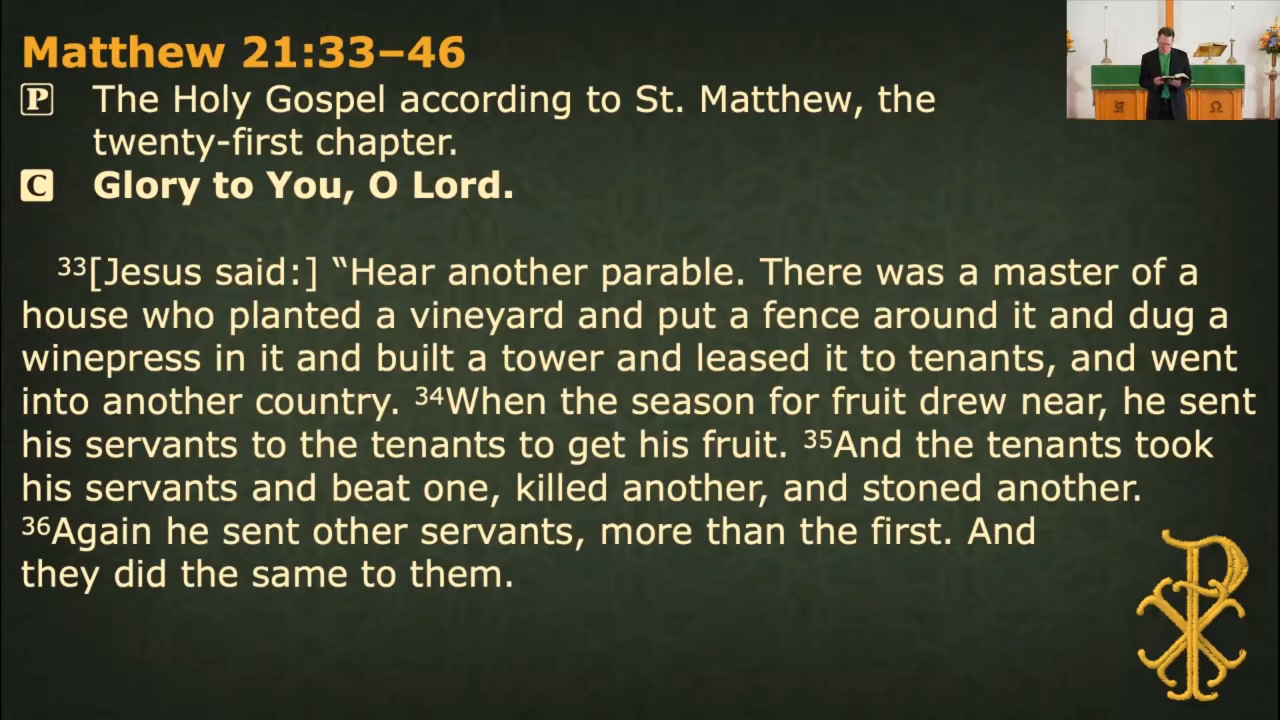 Matthew 21:33–46
P The Holy Gospel according to St. Matthew, the
twenty-first chapter.
C Glory to You, O Lord.
33[Jesus said:] “Hear another parable. There was a master of a
house who planted a vineyard and put a fence around it and dug a
winepress in it and built a tower and leased it to tenants, and went
into another country. 34When the season for fruit drew near, he sent
his servants to the tenants to get his fruit. 35And the tenants took
his servants and beat one, killed another, and stoned another.
36Again he sent other servants, more than the first. And
they did the same to them.
Α Ω